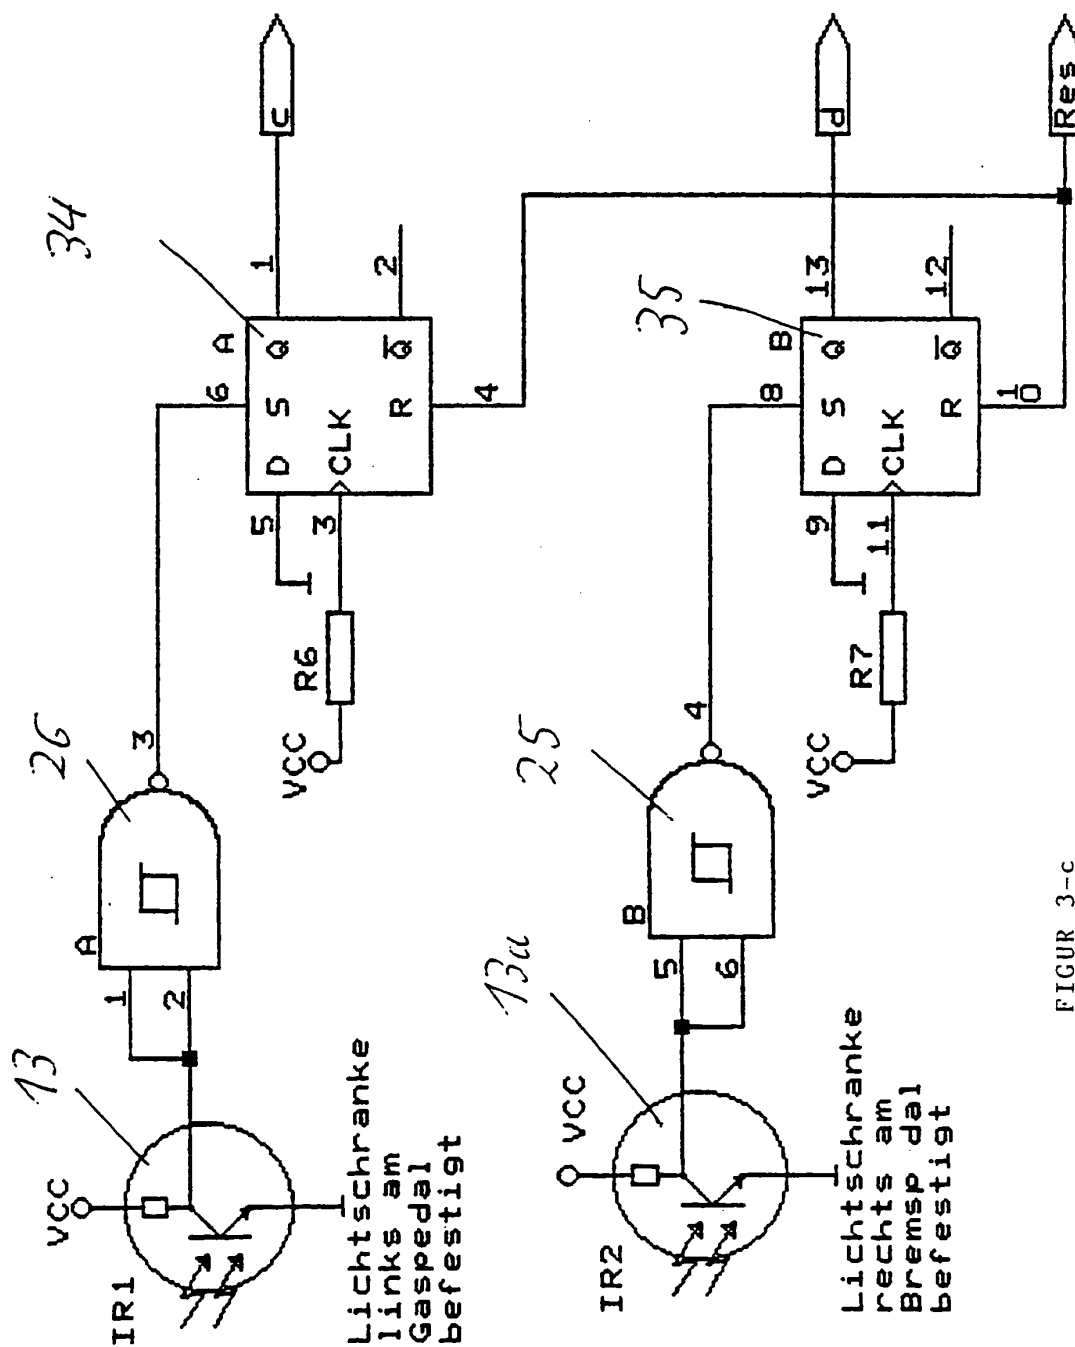 34
26
13
VCC
IR1
Lichtschranke
links am
Gaspedal
befestigt
A
1
2
3
VCC
R6
5
3
6
A
D
S
Q
CLK
R
Q
1
2
4
c
35
25
13a
VCC
IR2
Lichtschranke
rechts am
Bremsp dal
befestigt
B
5
6
4
VCC
R7
9
11
8
B
D
S
Q
CLK
R
Q
13
12
10
d
Res
FIGUR 3-c